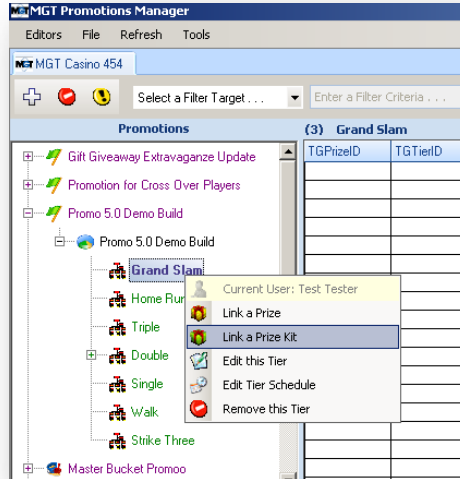 MGT Promotions Manager
Editors File Refresh Tools
MGT MGT Casino 454
Select a Filter Target . . . Enter a Filter Criteria . . .
Promotions
(3) Grand Slam
TGPrizeID TGTierID
Gift Giveaway Extravaganze Update
Promotion for Cross Over Players
Promo 5.0 Demo Build
Promo 5.0 Demo Build
Grand Slam
Current User: Test Tester
Home Run
Link a Prize
Triple
Link a Prize Kit
Double
Edit this Tier
Single
Edit Tier Schedule
Walk
Remove this Tier
Strike Three
Master Bucket Promoo